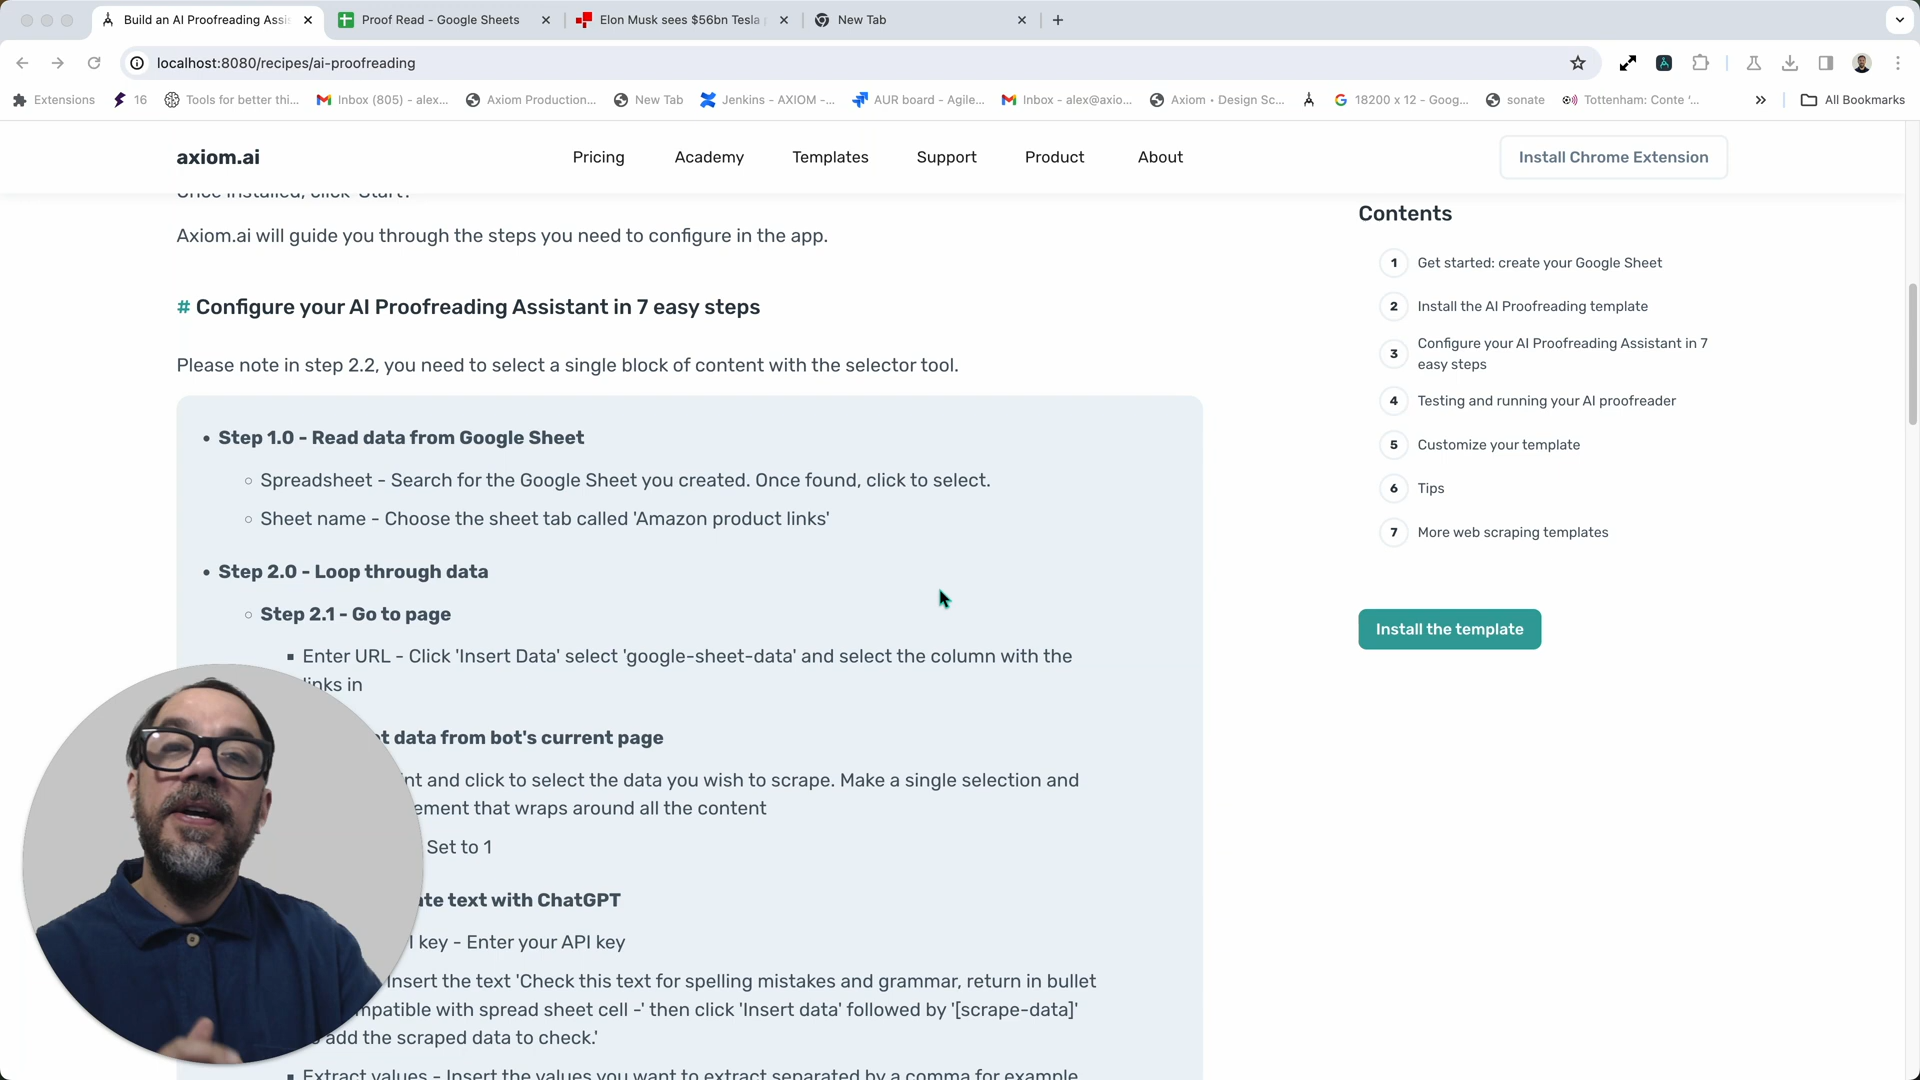 Build an AI Proofreading Assis
Proof Read - Google Sheets
Elon Musk sees $56bn Tesla
New Tab
localhost:8080/recipes/ai-proofreading
Extensions
16
Tools for better thi...
Inbox (805) - alex...
Axiom Production...
New Tab
Jenkins - AXIOM -...
AUR board - Agile...
Inbox - alex@axio...
Axiom • Design Sc...
18200 x 12 - Goog...
sonate
Tottenham: Conte '...
All Bookmarks
axiom.ai
Pricing
Academy
Templates
Support
Product
About
Install Chrome Extension
Once installed, click 'Start'.
Axiom.ai will guide you through the steps you need to configure in the app.
# Configure your AI Proofreading Assistant in 7 easy steps
Please note in step 2.2, you need to select a single block of content with the selector tool.
• Step 1.0 - Read data from Google Sheet
Spreadsheet - Search for the Google Sheet you created. Once found, click to select.
Sheet name - Choose the sheet tab called 'Amazon product links'
• Step 2.0 - Loop through data
Step 2.1 - Go to page
Enter URL - Click 'Insert Data' select 'google-sheet-data' and select the column with the
links in
data from bot's current page
and click to select the data you wish to scrape. Make a single selection and
that wraps around all the content
Set to 1
text with ChatGPT
key - Enter your API key
Insert the text 'Check this text for spelling mistakes and grammar, return in bullet
with spread sheet cell -' then click 'Insert data' followed by '[scrape-data]'
add the scraped data to check.'
Extract values - Insert the values you want to extract separated by a comma for example
Contents
1 Get started: create your Google Sheet
2 Install the AI Proofreading template
3 Configure your AI Proofreading Assistant in 7
easy steps
4 Testing and running your AI proofreader
5 Customize your template
6 Tips
7 More web scraping templates
Install the template